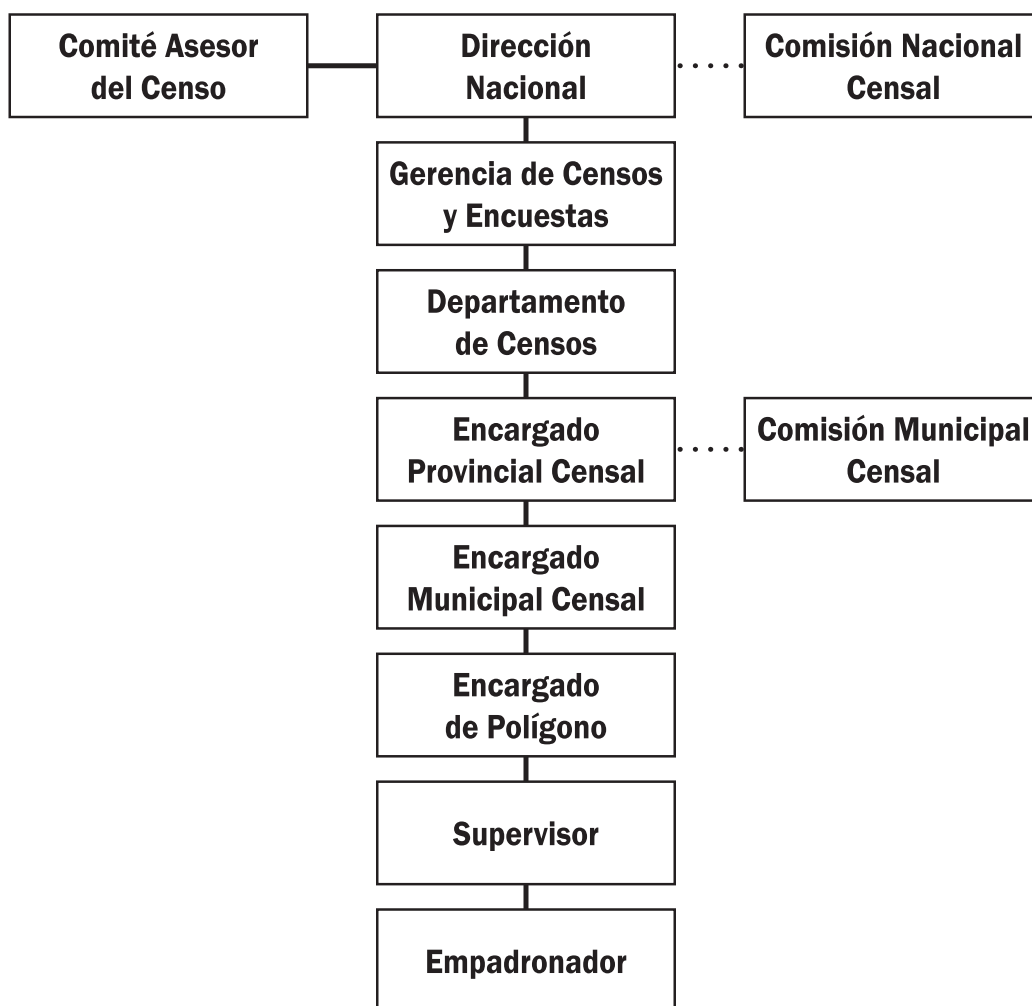 Comité Asesor
del Censo
Dirección
Nacional
Comisión Nacional
Censal
Gerencia de Censos
y Encuestas
Departamento
de Censos
Encargado
Provincial Censal
Comisión Municipal
Censal
Encargado
Municipal Censal
Encargado
de Polígono
Supervisor
Empadronador